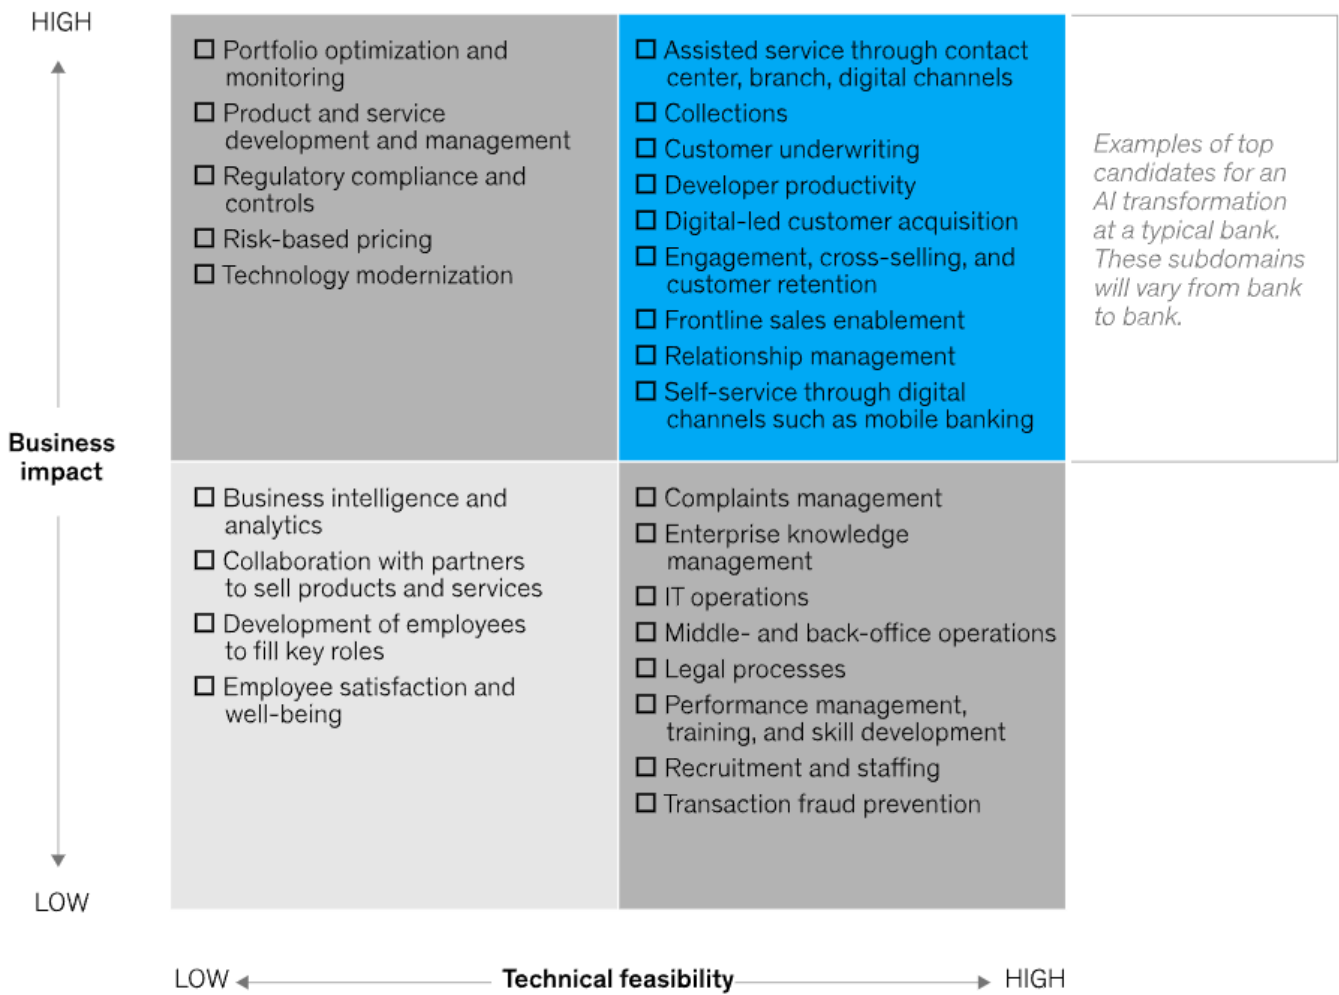 HIGH
Business
impact
LOW
☐ Portfolio optimization and
monitoring
☐ Product and service
development and management
☐ Regulatory compliance and
controls
☐ Risk-based pricing
☐ Technology modernization
☐ Assisted service through contact
center, branch, digital channels
☐ Collections
☐ Customer underwriting
☐ Developer productivity
☐ Digital-led customer acquisition
☐ Engagement, cross-selling, and
customer retention
☐ Frontline sales enablement
☐ Relationship management
☐ Self-service through digital
channels such as mobile banking
Examples of top
candidates for an
AI transformation
at a typical bank.
These subdomains
will vary from bank
to bank.
☐ Business intelligence and
analytics
☐ Collaboration with partners
to sell products and services
☐ Development of employees
to fill key roles
☐ Employee satisfaction and
well-being
☐ Complaints management
☐ Enterprise knowledge
management
☐ IT operations
☐ Middle- and back-office operations
☐ Legal processes
☐ Performance management,
training, and skill development
☐ Recruitment and staffing
☐ Transaction fraud prevention
LOW Technical feasibility HIGH